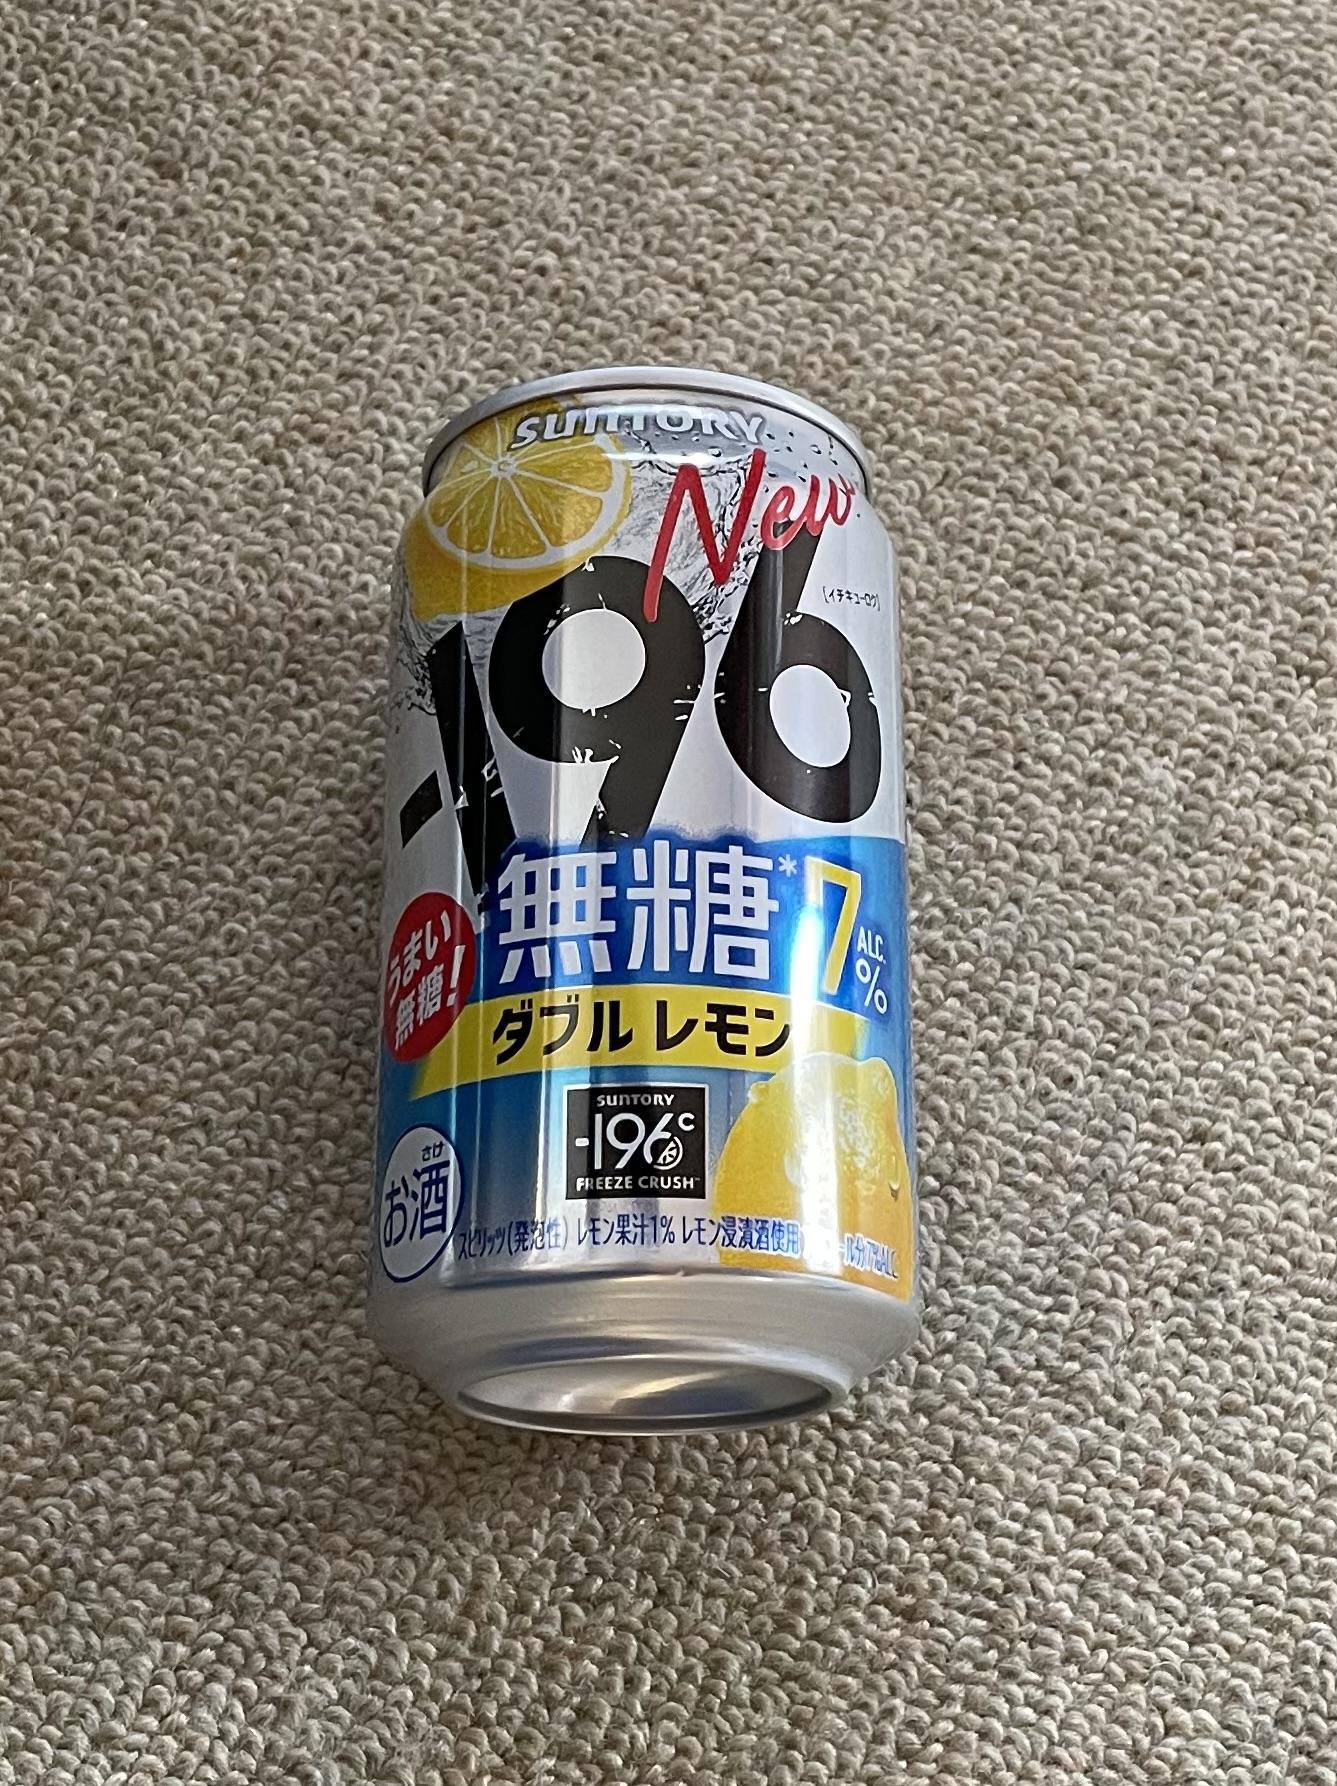 SUNTORY
New
(イチキューロク)
-196
無糖* 7 ALC. %
うまい
無糖!
ダブルレモン
SUNTORY
-196℃
FREEZE CRUSH™
さけ
お酒
スピリッツ(発泡性) レモン果汁1% レモン浸漬酒使用